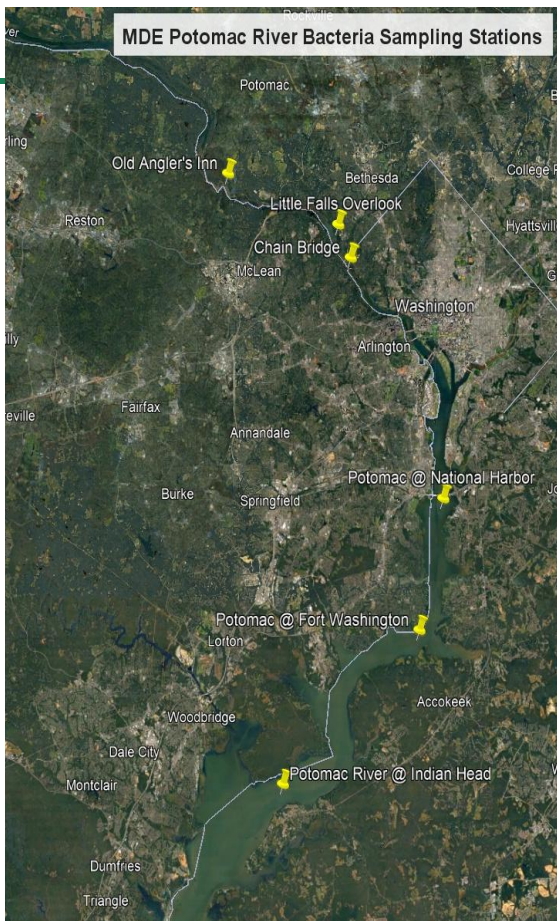 Rockville
MDE Potomac River Bacteria Sampling Stations
Potomac
Old Angler's Inn
Bethesda
College
Little Falls Overlook
Reston
Hyattsvill
Chain Bridge
McLean
Washington
Arlington
Fairfax
Annandale
Potomac @ National Harbor
Burke
Springfield
Potomac @ Fort Washington
Lorton
Accokeek
Woodbridge
Dale City
Potomac River @ Indian Head
Montclair
Dumfries
Triangle